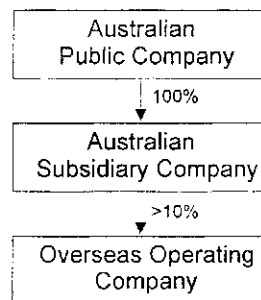 Australian
Public Company
100%
Australian
Subsidiary Company
>10%
Overseas Operating
Company